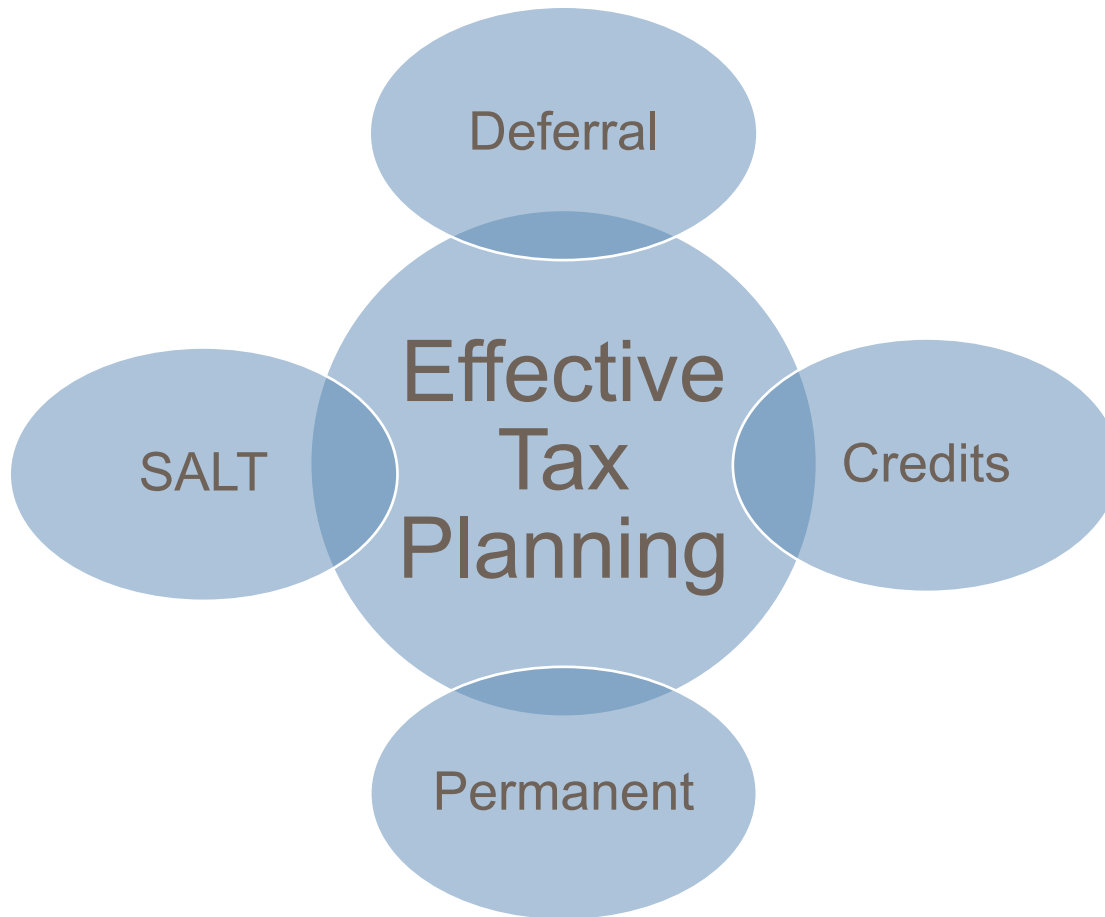 Deferral
SALT
Effective
Tax
Planning
Credits
Permanent